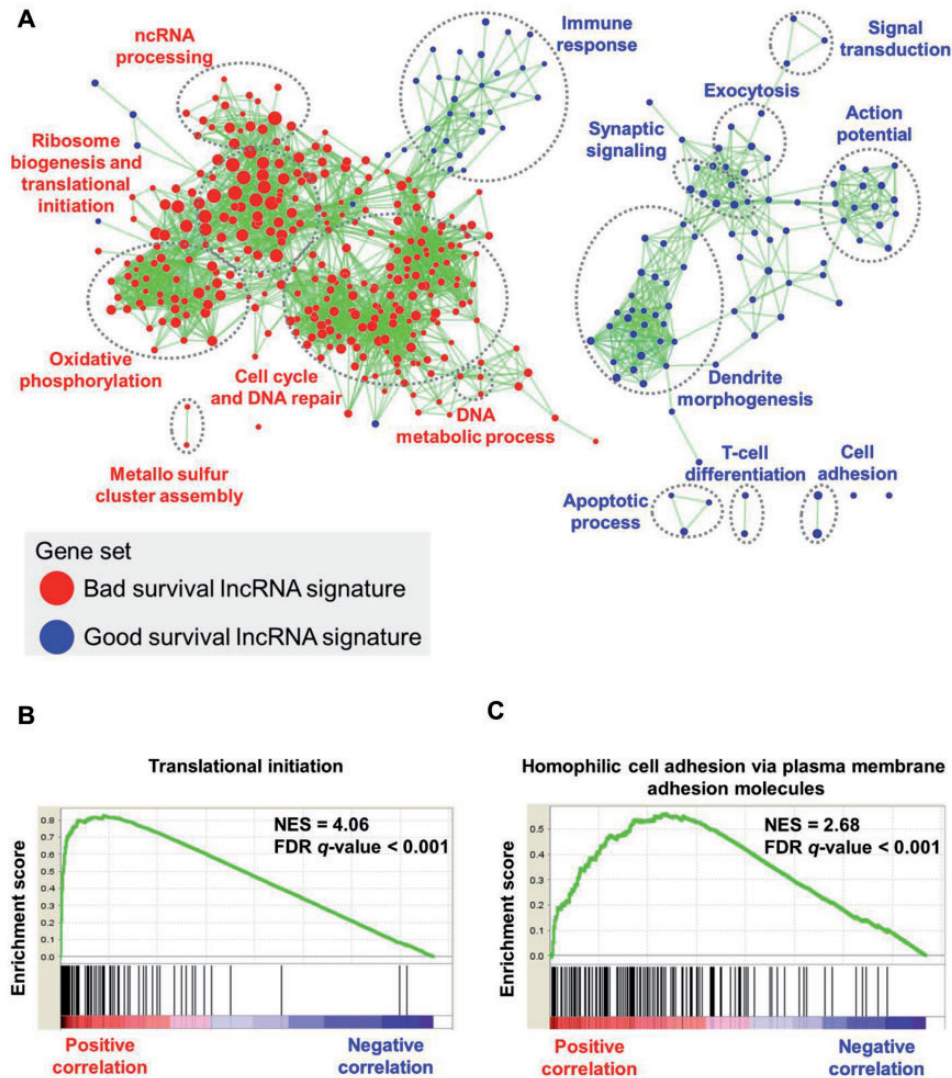 A
ncRNA
processing
Immune
response
Signal
transduction
Exocytosis
Ribosome
biogenesis and
translational
initiation
Synaptic
signaling
Action
potential
Oxidative
phosphorylation
Cell cycle
and DNA repair
DNA
metabolic process
Dendrite
morphogenesis
Metallo sulfur
cluster assembly
T-cell
differentiation
Cell
adhesion
Apoptotic
process
Gene set
Bad survival lncRNA signature
Good survival lncRNA signature
B
Translational initiation
NES = 4.06
FDR q-value < 0.001
Enrichment score
0.8
0.7
0.6
0.5
0.4
0.3
0.2
0.1
0.0
Positive
correlation
Negative
correlation
C
Homophilic cell adhesion via plasma membrane
adhesion molecules
NES = 2.68
FDR q-value < 0.001
Enrichment score
0.5
0.4
0.3
0.2
0.1
0.0
Positive
correlation
Negative
correlation